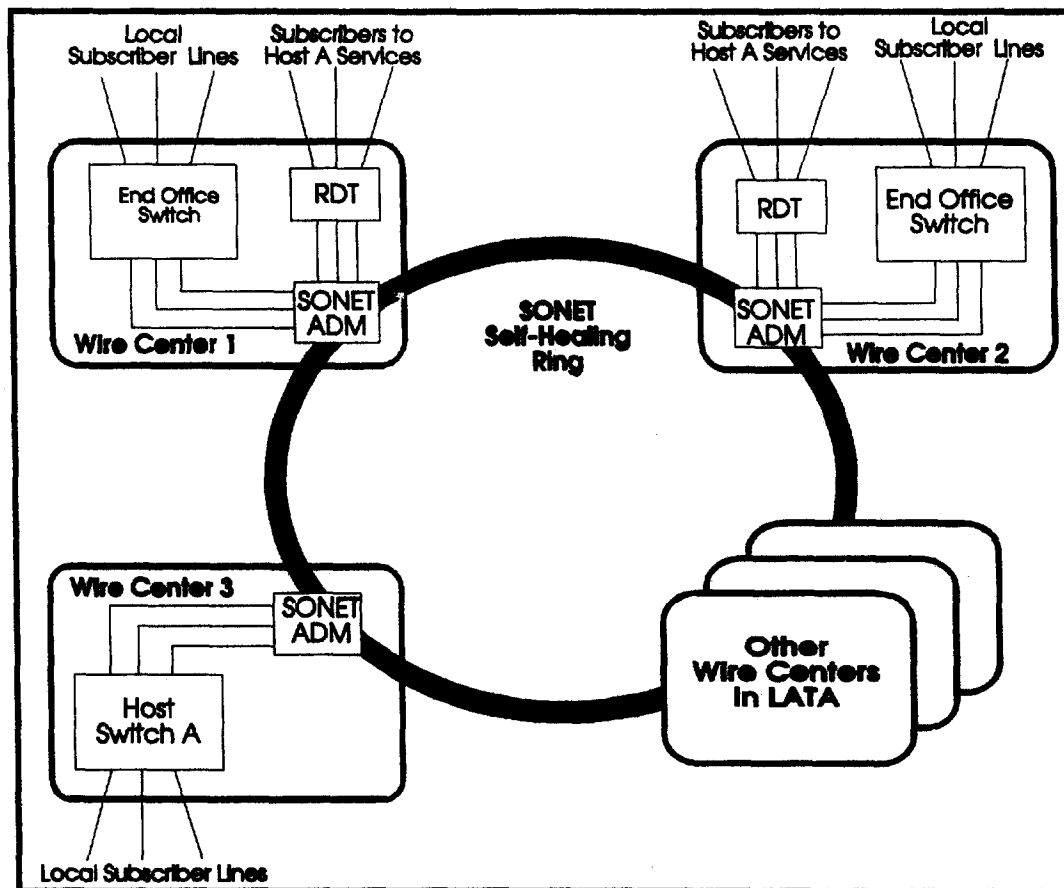 Local
Subscriber Lines
Subscribers to
Host A Services
Subscribers to
Host A Services
Local
Subscriber Lines
End Office
Switch
RDT
SONET
ADM
Wire Center 1
RDT
End Office
Switch
SONET
ADM
Wire Center 2
SONET
Self-Healing
Ring
Wire Center 3
SONET
ADM
Host
Switch A
Local Subscriber Lines
Other
Wire Centers
in LATA